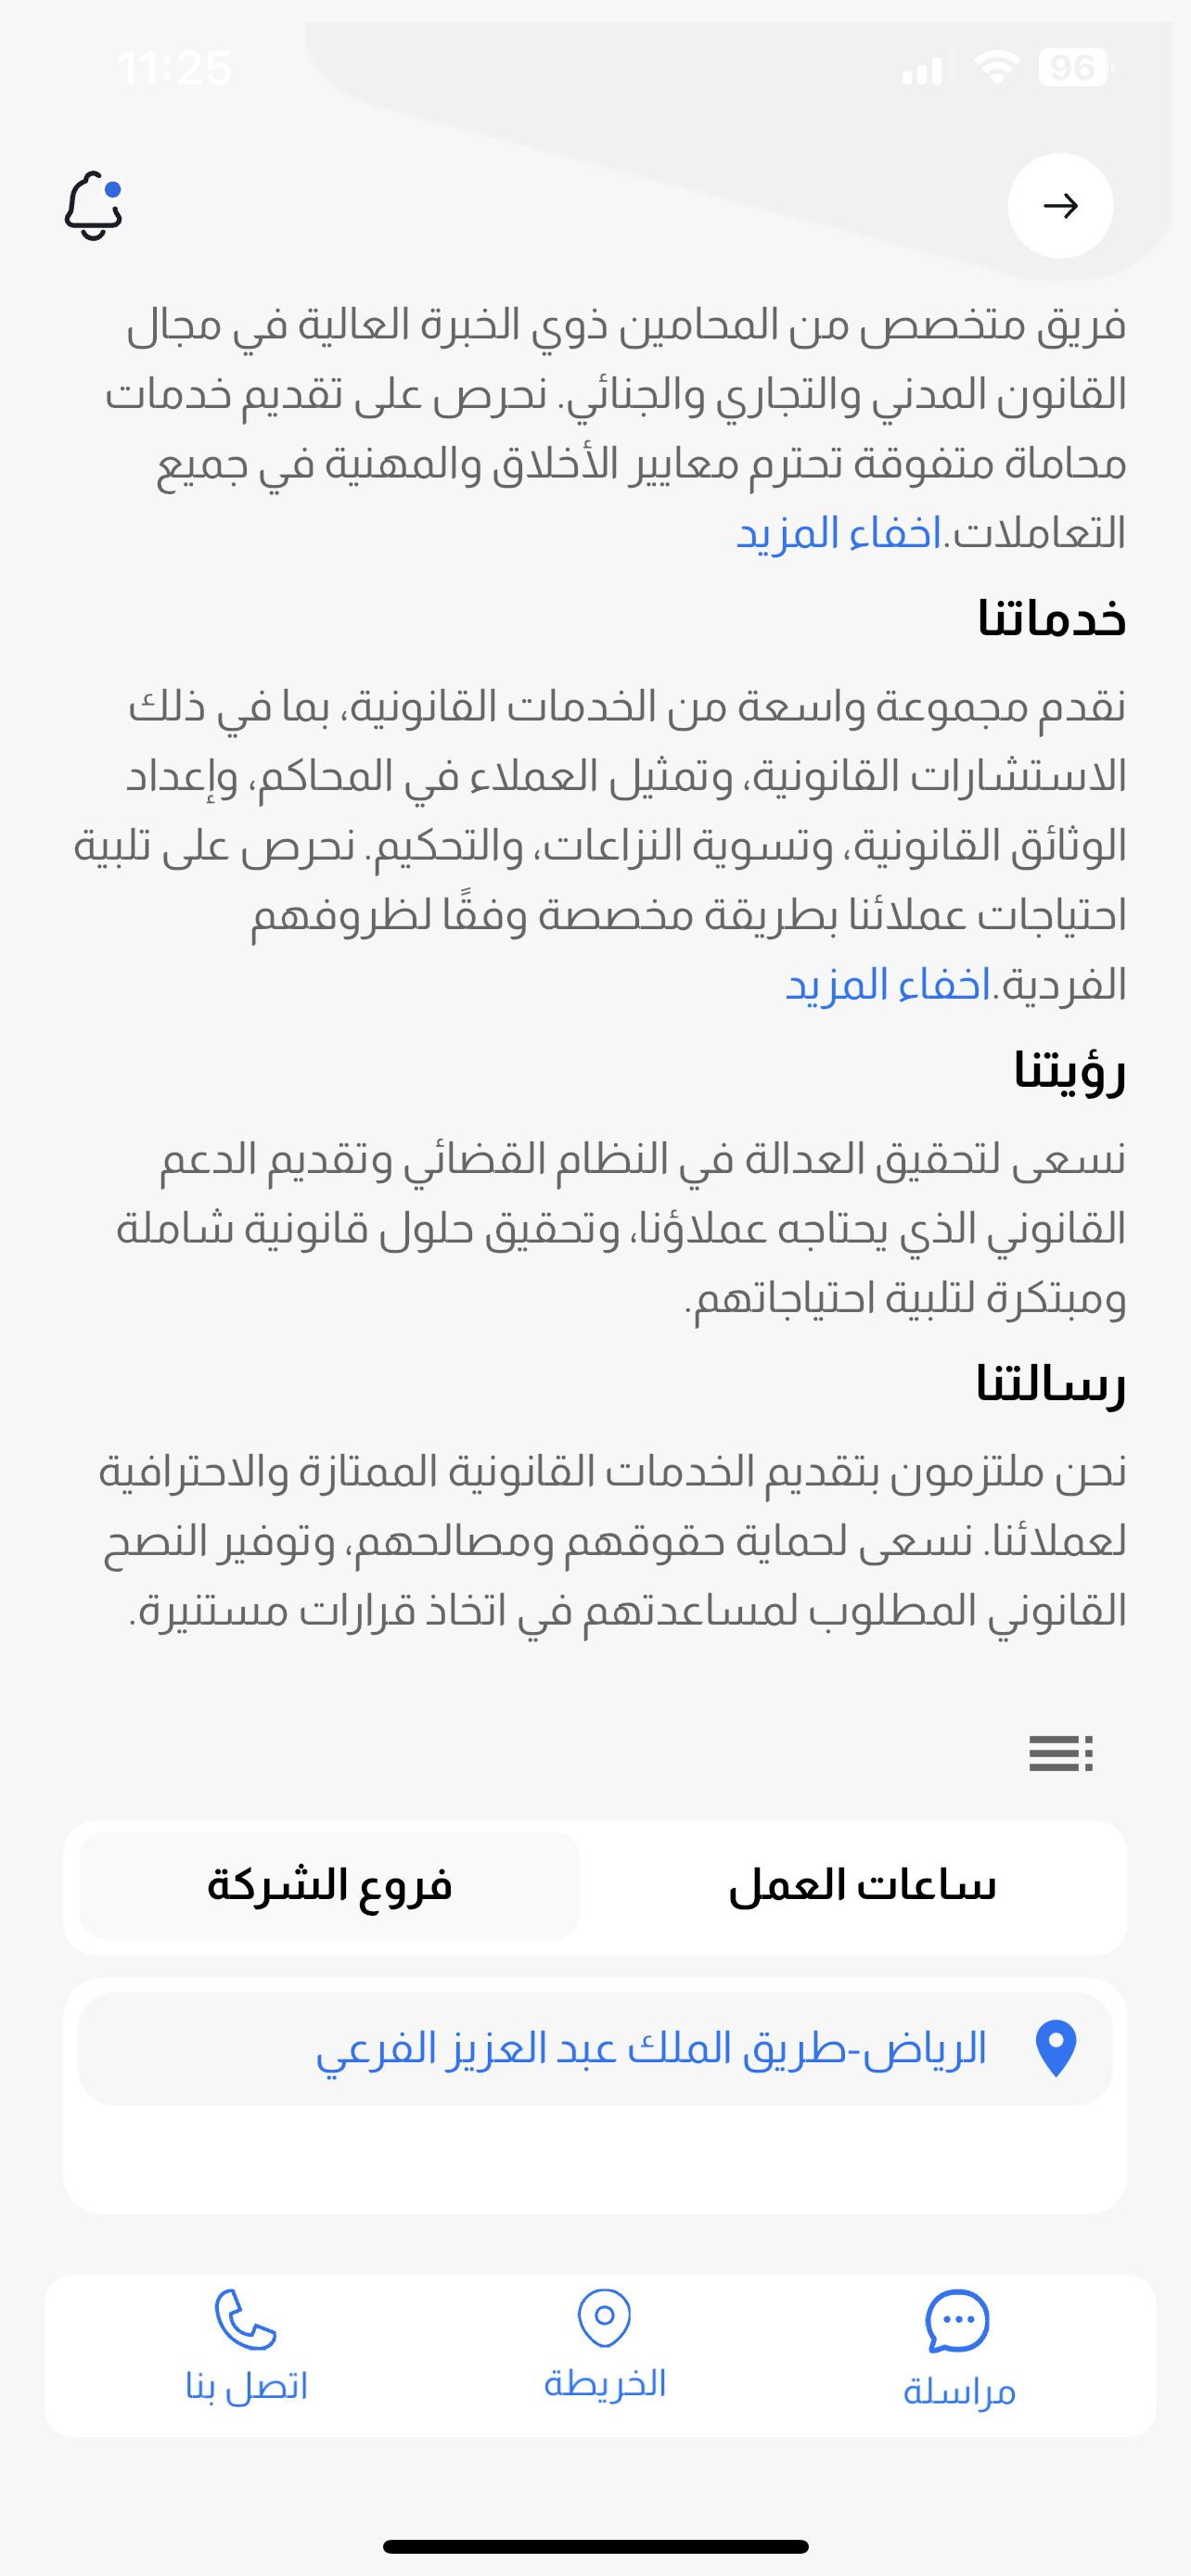 11:25
96
فريق متخصص من المحامين ذوي الخبرة العالية في مجال
القانون المدني والتجاري والجنائي. نحرص على تقديم خدمات
محاماة متفوقة تحترم معايير الأخلاق والمهنية في جميع
التعاملات.اخفاء المزيد
خدماتنا
نقدم مجموعة واسعة من الخدمات القانونية، بما في ذلك
الاستشارات القانونية، وتمثيل العملاء في المحاكم، وإعداد
الوثائق القانونية، وتسوية النزاعات، والتحكيم. نحرص على تلبية
احتياجات عملائنا بطريقة مخصصة وفقًا لظروفهم
الفردية.اخفاء المزيد
رؤيتنا
نسعى لتحقيق العدالة في النظام القضائي وتقديم الدعم
القانوني الذي يحتاجه عملاؤنا، وتحقيق حلول قانونية شاملة
ومبتكرة لتلبية احتياجاتهم.
رسالتنا
نحن ملتزمون بتقديم الخدمات القانونية الممتازة والاحترافية
لعملائنا. نسعى لحماية حقوقهم ومصالحهم، وتوفير النصح
القانوني المطلوب لمساعدتهم في اتخاذ قرارات مستنيرة.
ساعات العمل
فروع الشركة
الرياض-طريق الملك عبد العزيز الفرعي
مراسلة
الخريطة
اتصل بنا